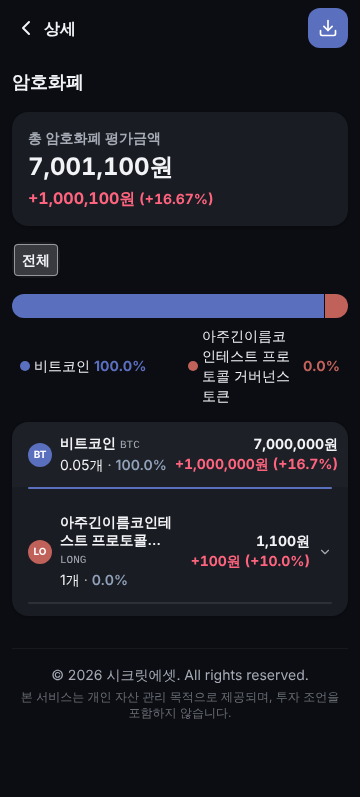 상세
암호화폐
총 암호화폐 평가금액
7,001,100원
+1,000,100원 (+16.67%)
전체
비트코인 100.0%
아주긴이름코
인테스트 프로
토콜 거버넌스
토큰
0.0%
BT
비트코인 BTC
7,000,000원
0.05개 · 100.0%
+1,000,000원 (+16.7%)
LO
아주긴이름코인테
스트 프로토콜...
LONG
1개 · 0.0%
1,100원
+100원 (+10.0%)
© 2026 시크릿에셋. All rights reserved.
본 서비스는 개인 자산 관리 목적으로 제공되며, 투자 조언을
포함하지 않습니다.